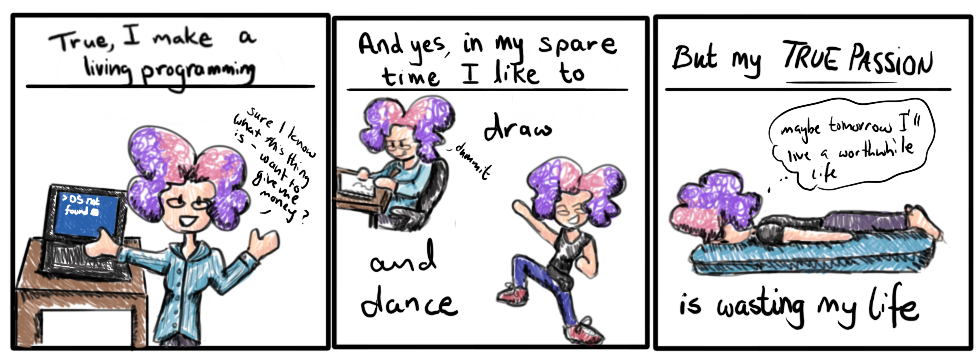 True, I make a
living programming
sure I know
what this thing
is - want to
give me
money?
> OS not
found
And yes, in my spare
time I like to
draw
dammit
and
dance
But my TRUE PASSION
maybe tomorrow I'll
live a worthwhile
life
is wasting my life